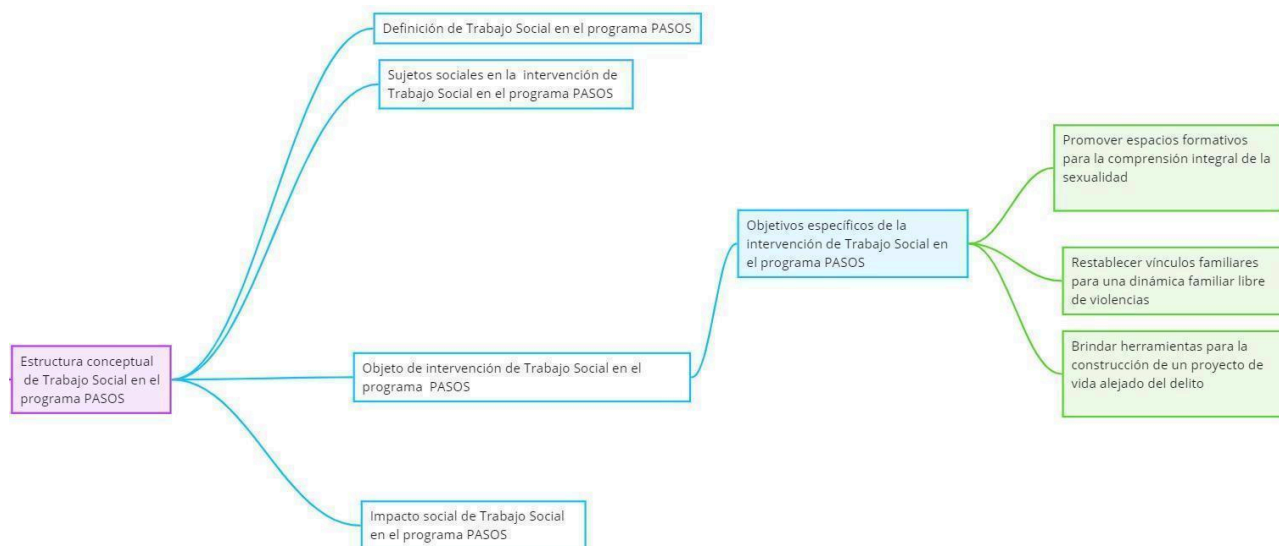 Definición de Trabajo Social en el programa PASOS
Sujetos sociales en la intervención de
Trabajo Social en el programa PASOS
Promover espacios formativos
para la comprensión integral de la
sexualidad
Objetivos específicos de la
intervención de Trabajo Social en
el programa PASOS
Restablecer vínculos familiares
para una dinámica familiar libre
de violencias
Estructura conceptual
de Trabajo Social en el
programa PASOS
Objeto de intervención de Trabajo Social en el
programa PASOS
Brindar herramientas para la
construcción de un proyecto de
vida alejado del delito
Impacto social de Trabajo Social
en el programa PASOS